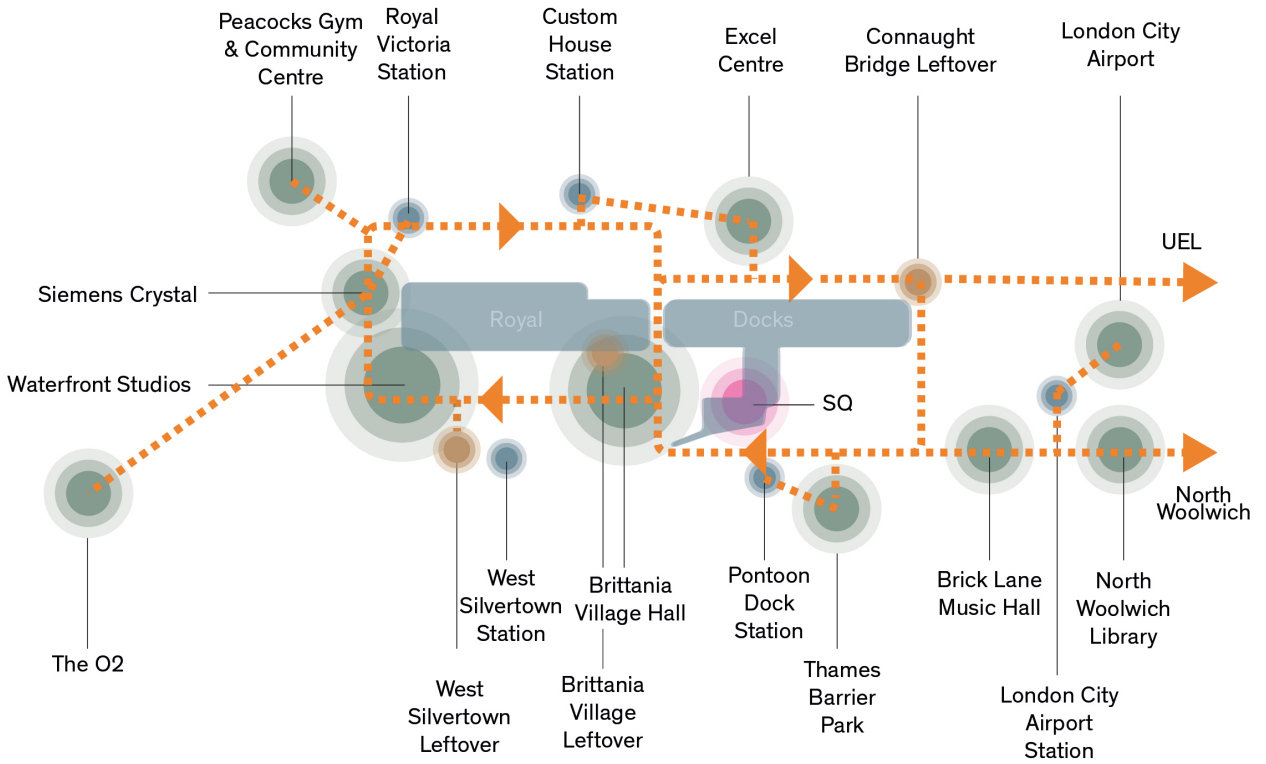 Peacocks Gym
& Community
Centre
Royal
Victoria
Station
Custom
House
Station
Excel
Centre
Connaught
Bridge Leftover
London City
Airport
UEL
Siemens Crystal
Royal
Docks
Waterfront Studios
SQ
North
Woolwich
The O2
West
Silvertown
Station
Brittania
Village Hall
Pontoon
Dock
Station
Brick Lane
Music Hall
North
Woolwich
Library
West
Silvertown
Leftover
Brittania
Village
Leftover
Thames
Barrier
Park
London City
Airport
Station